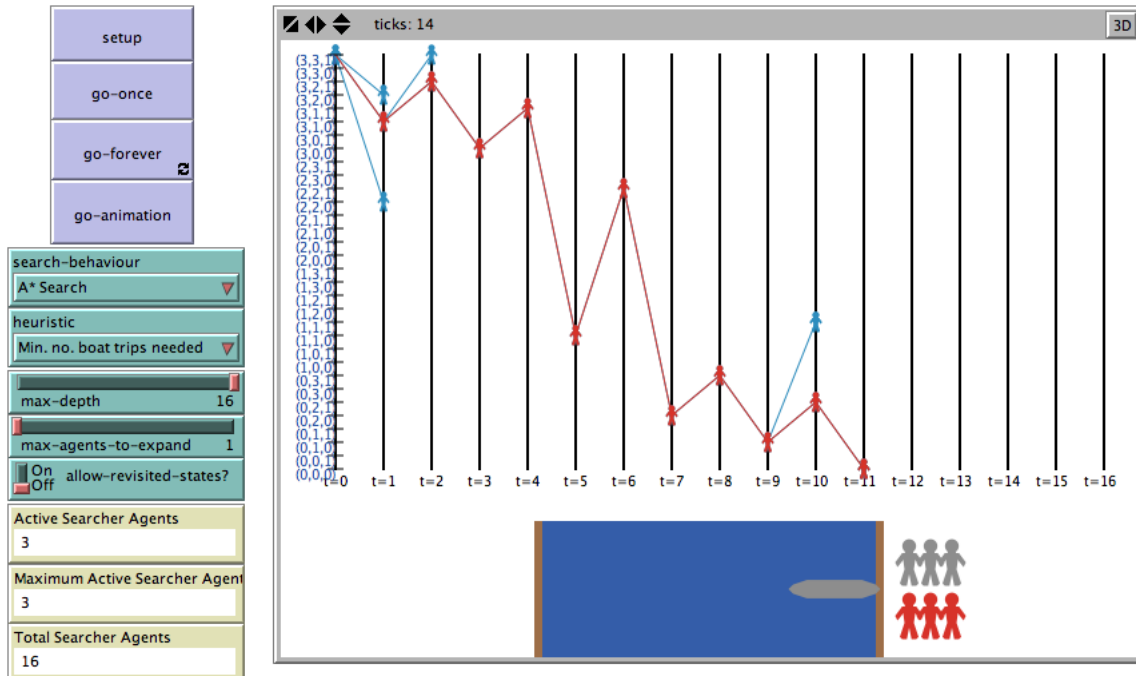 setup
go-once
go-forever
go-animation
search-behaviour
A* Search
heuristic
Min. no. boat trips needed
max-depth 16
max-agents-to-expand 1
On
Off
allow-revisited-states?
Active Searcher Agents
3
Maximum Active Searcher Agent
3
Total Searcher Agents
16
ticks: 14
3D
(3,3,1)
(3,3,0)
(3,2,1)
(3,2,0)
(3,1,1)
(3,1,0)
(3,0,1)
(3,0,0)
(2,3,1)
(2,3,0)
(2,2,1)
(2,2,0)
(2,1,1)
(2,1,0)
(2,0,1)
(2,0,0)
(1,3,1)
(1,3,0)
(1,2,1)
(1,2,0)
(1,1,1)
(1,1,0)
(1,0,1)
(1,0,0)
(0,3,1)
(0,3,0)
(0,2,1)
(0,2,0)
(0,1,1)
(0,1,0)
(0,0,1)
(0,0,0)
t=0 t=1 t=2 t=3 t=4 t=5 t=6 t=7 t=8 t=9 t=10 t=11 t=12 t=13 t=14 t=15 t=16